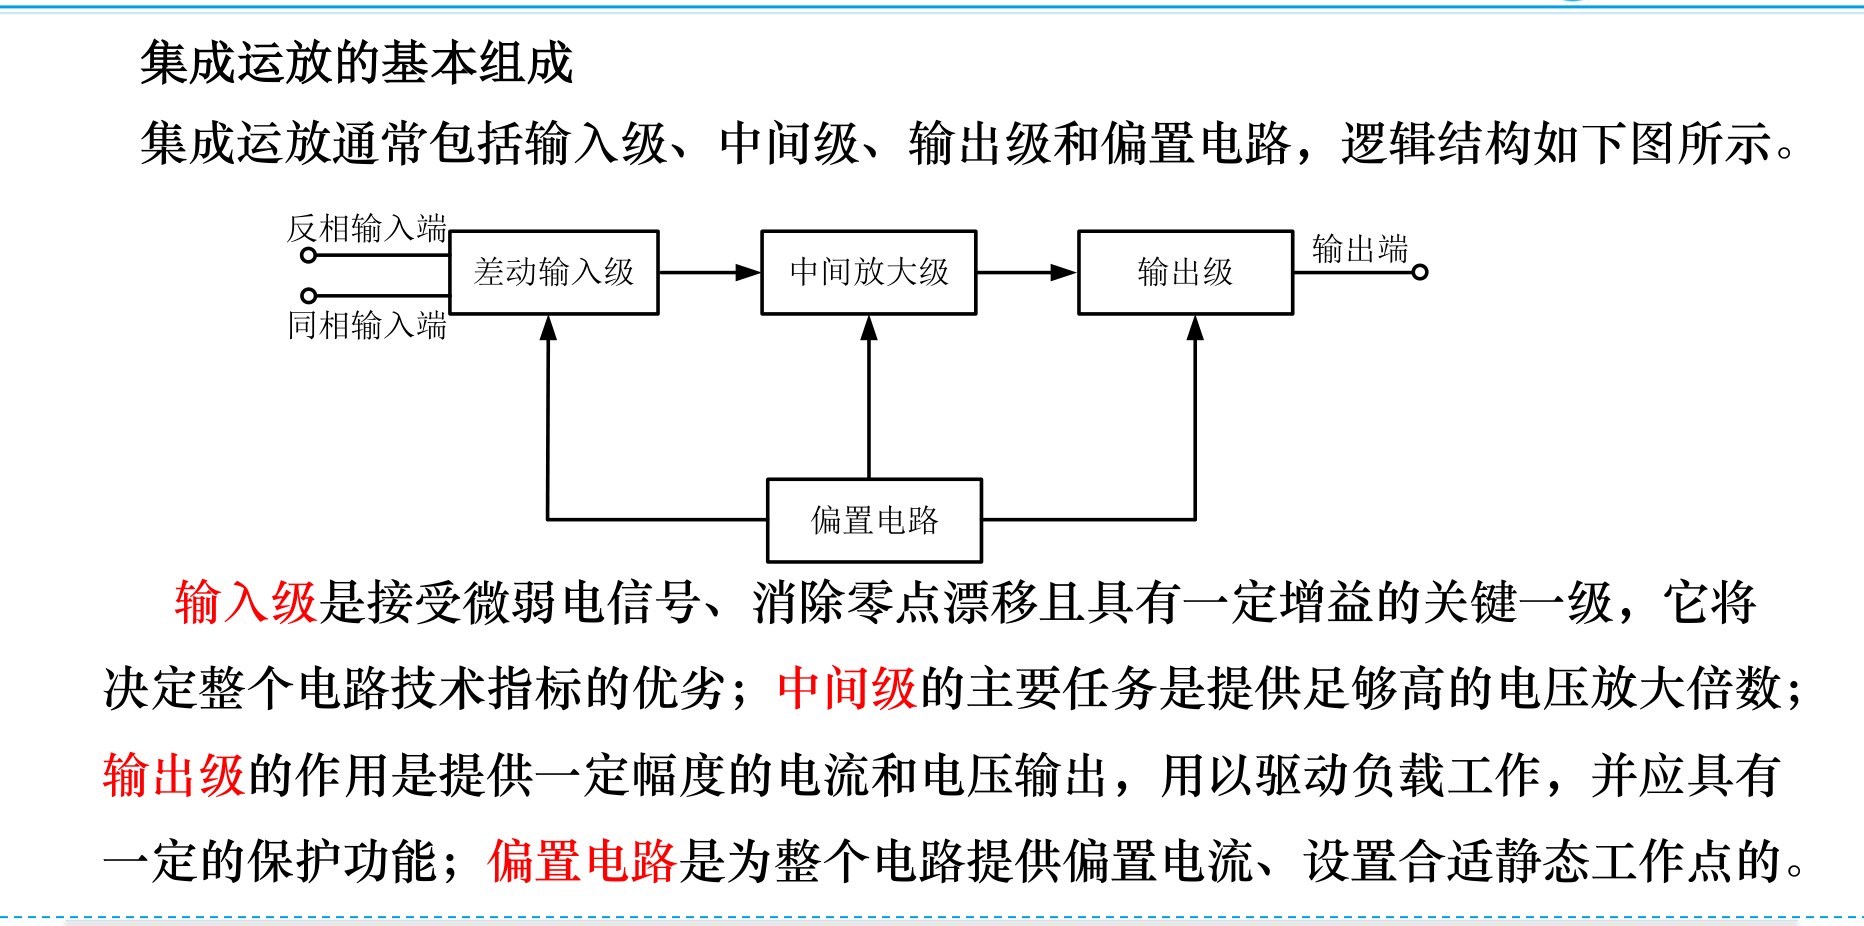 集成运放的基本组成
集成运放通常包括输入级、中间级、输出级和偏置电路，逻辑结构如下图所示。
反相输入端
同相输入端
差动输入级
中间放大级
输出级
输出端
偏置电路
输入级是接受微弱电信号、消除零点漂移且具有一定增益的关键一级，它将
决定整个电路技术指标的优劣；中间级的主要任务是提供足够高的电压放大倍数；
输出级的作用是提供一定幅度的电流和电压输出，用以驱动负载工作，并应具有
一定的保护功能；偏置电路是为整个电路提供偏置电流、设置合适静态工作点的。